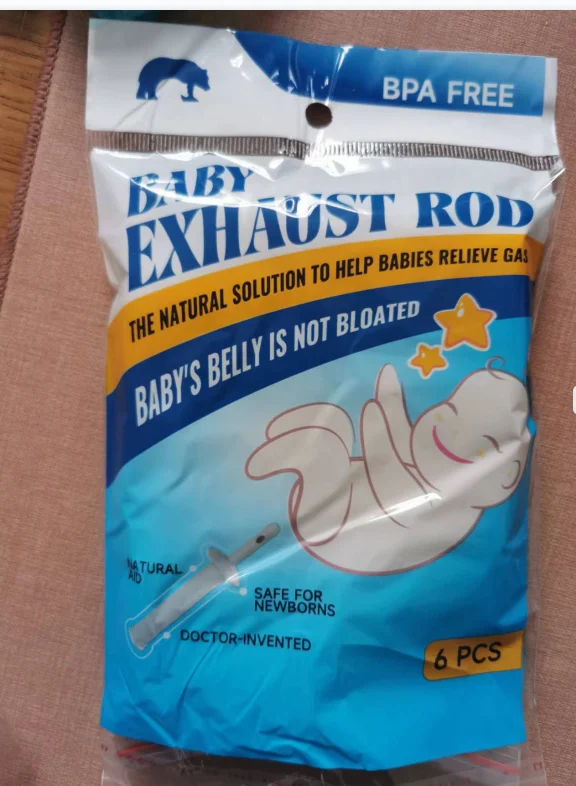 BPA FREE
BABY
EXHAUST ROD
THE NATURAL SOLUTION TO HELP BABIES RELIEVE GAS
BABY'S BELLY IS NOT BLOATED
NATURAL
AID
SAFE FOR
NEWBORNS
DOCTOR-INVENTED
6 PCS